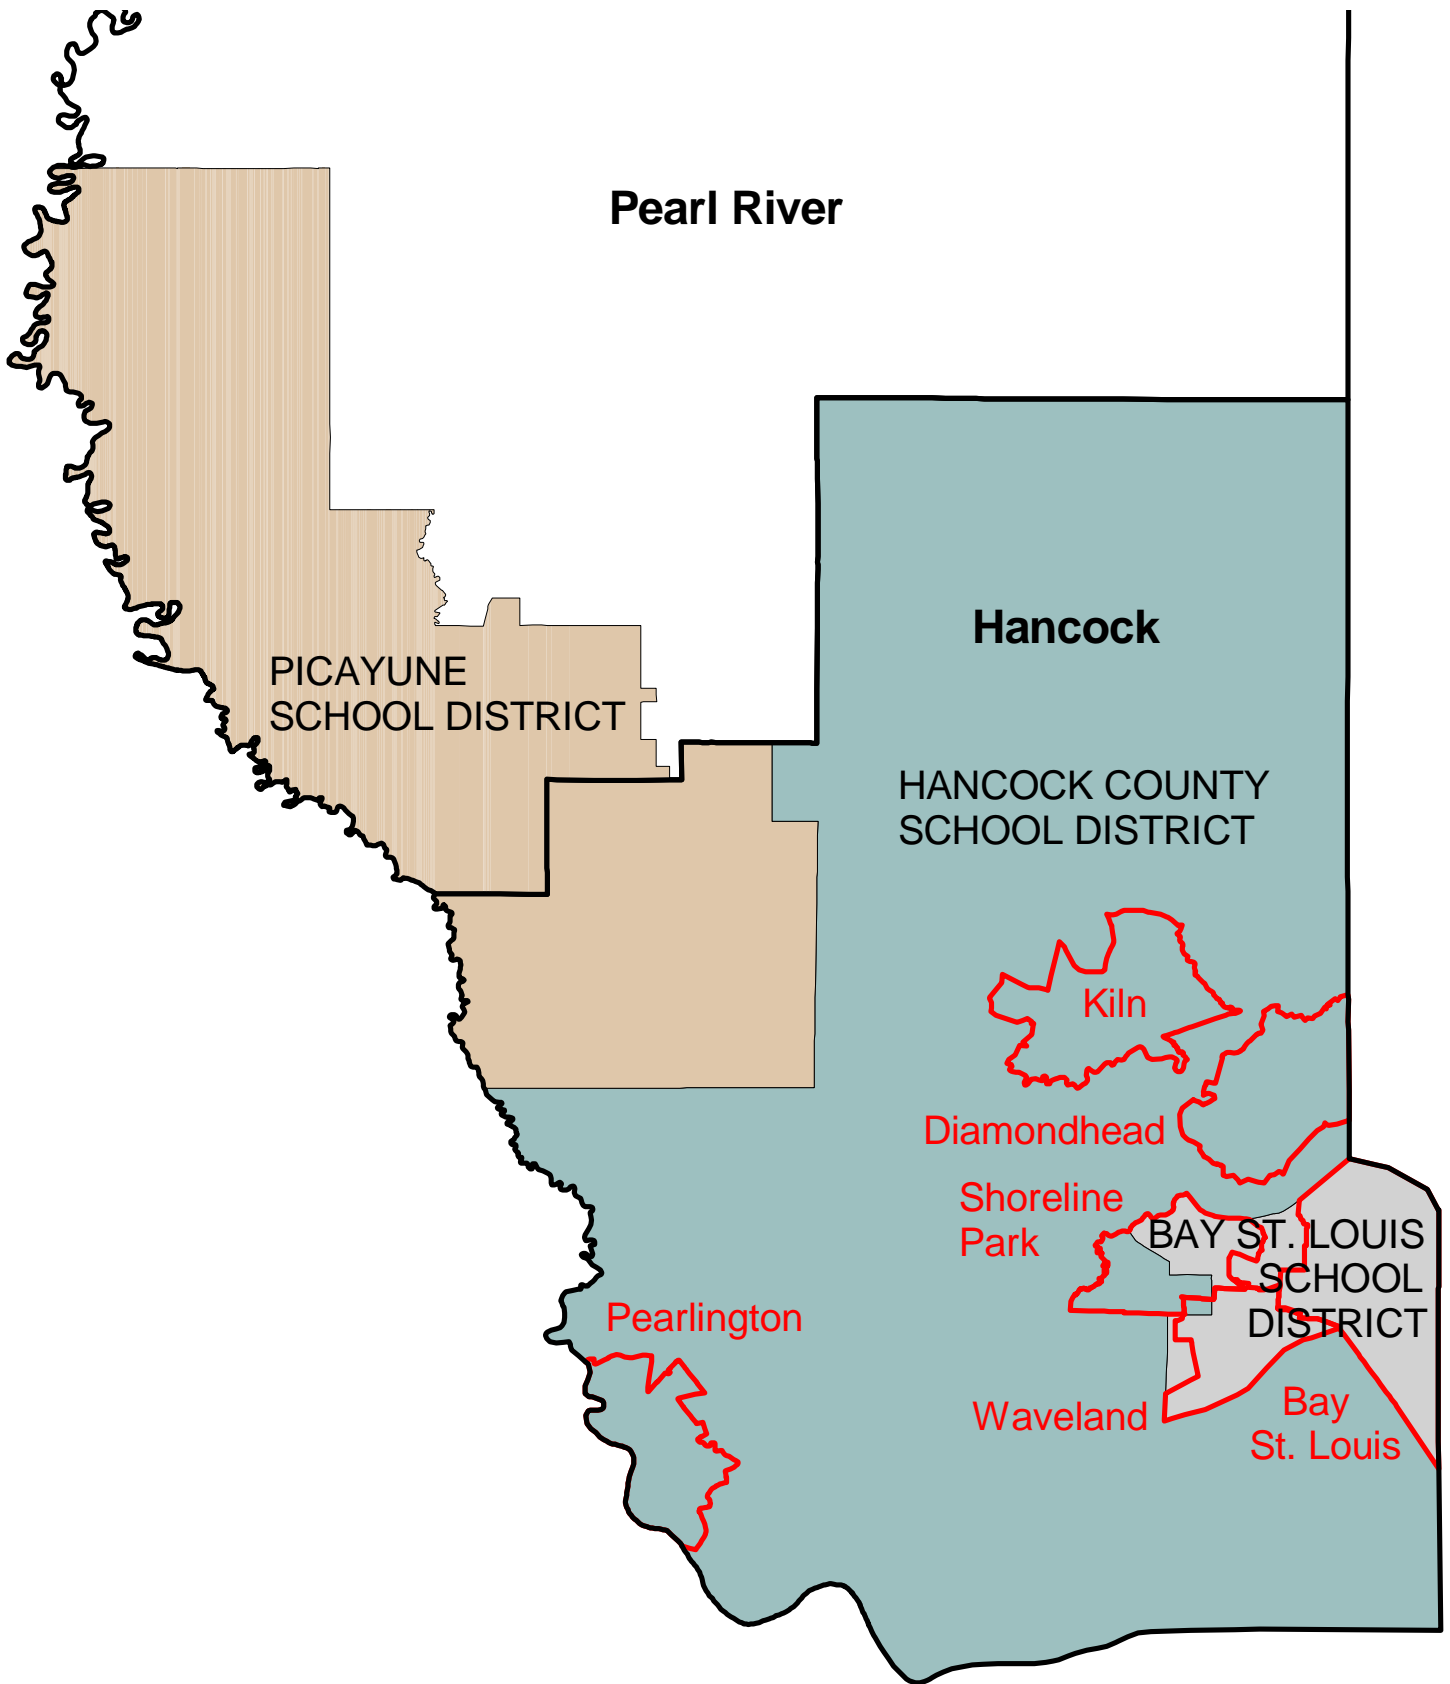 Pearl River
Hancock
PICAYUNE
SCHOOL DISTRICT
HANCOCK COUNTY
SCHOOL DISTRICT
Kiln
Diamondhead
Shoreline
Park
BAY ST. LOUIS
SCHOOL
DISTRICT
Pearlington
Waveland
Bay
St. Louis